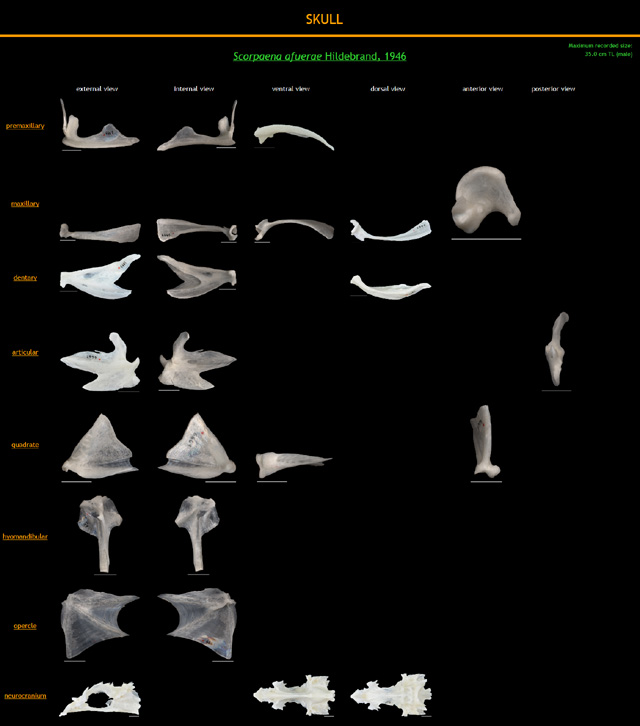 SKULL
Maximum recorded size:
35.0 cm TL (male)
Scorpaena afuerae Hildebrand, 1946
external view internal view ventral view dorsal view anterior view posterior view
premaxillary
maxillary
dentary
articular
quadrate
hyomandibular
opercle
neurocranium